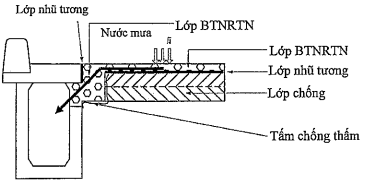 Lớp nhũ tương
Lớp BTNRTN
Nước mưa
Lớp BTNRTN
Lớp nhũ tương
Lớp chống
Tấm chống thấm